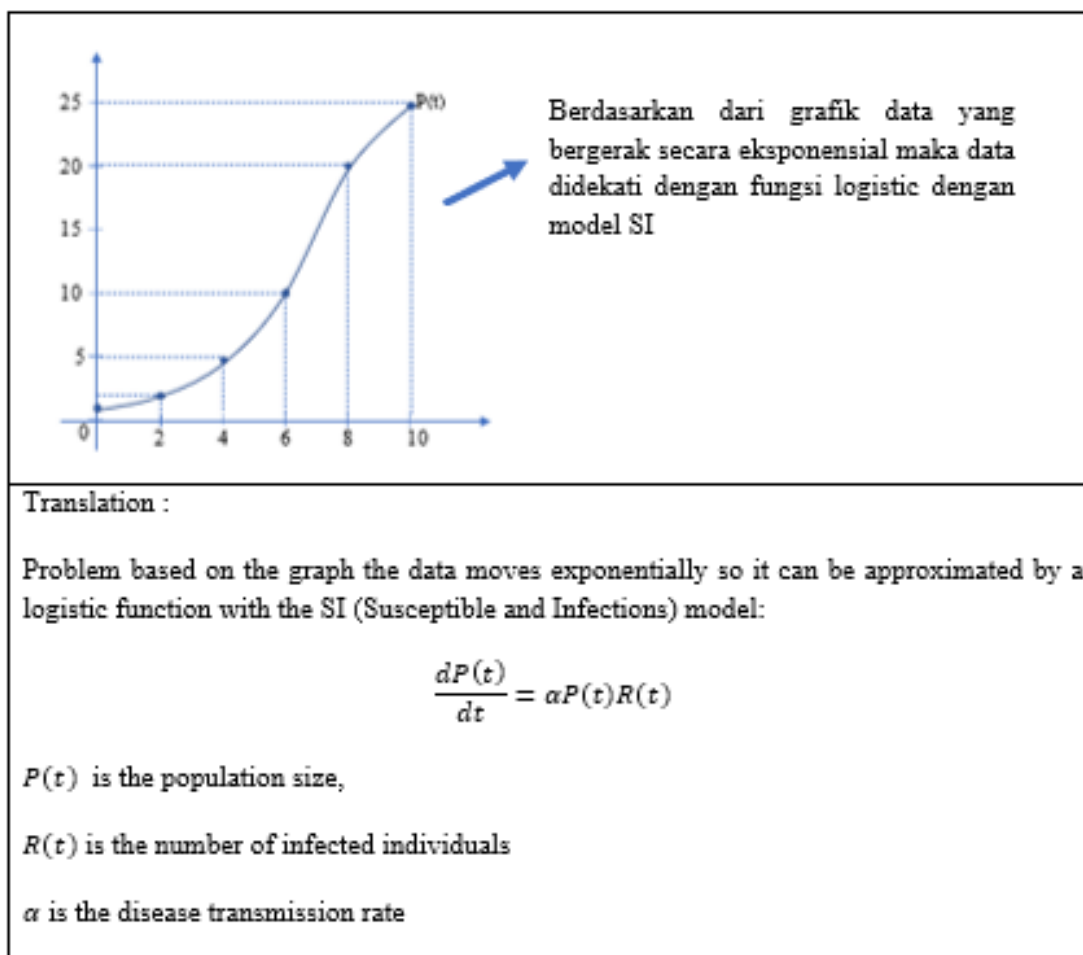 25
P(t)
20
15
10
5
0
2
4
6
8
10
Berdasarkan dari grafik data yang
bergerak secara eksponensial maka data
didekati dengan fungsi logistic dengan
model SI
Translation :
Problem based on the graph the data moves exponentially so it can be approximated by a
logistic function with the SI (Susceptible and Infections) model:
dP(t)/dt = αP(t)R(t)
P(t) is the population size,
R(t) is the number of infected individuals
α is the disease transmission rate